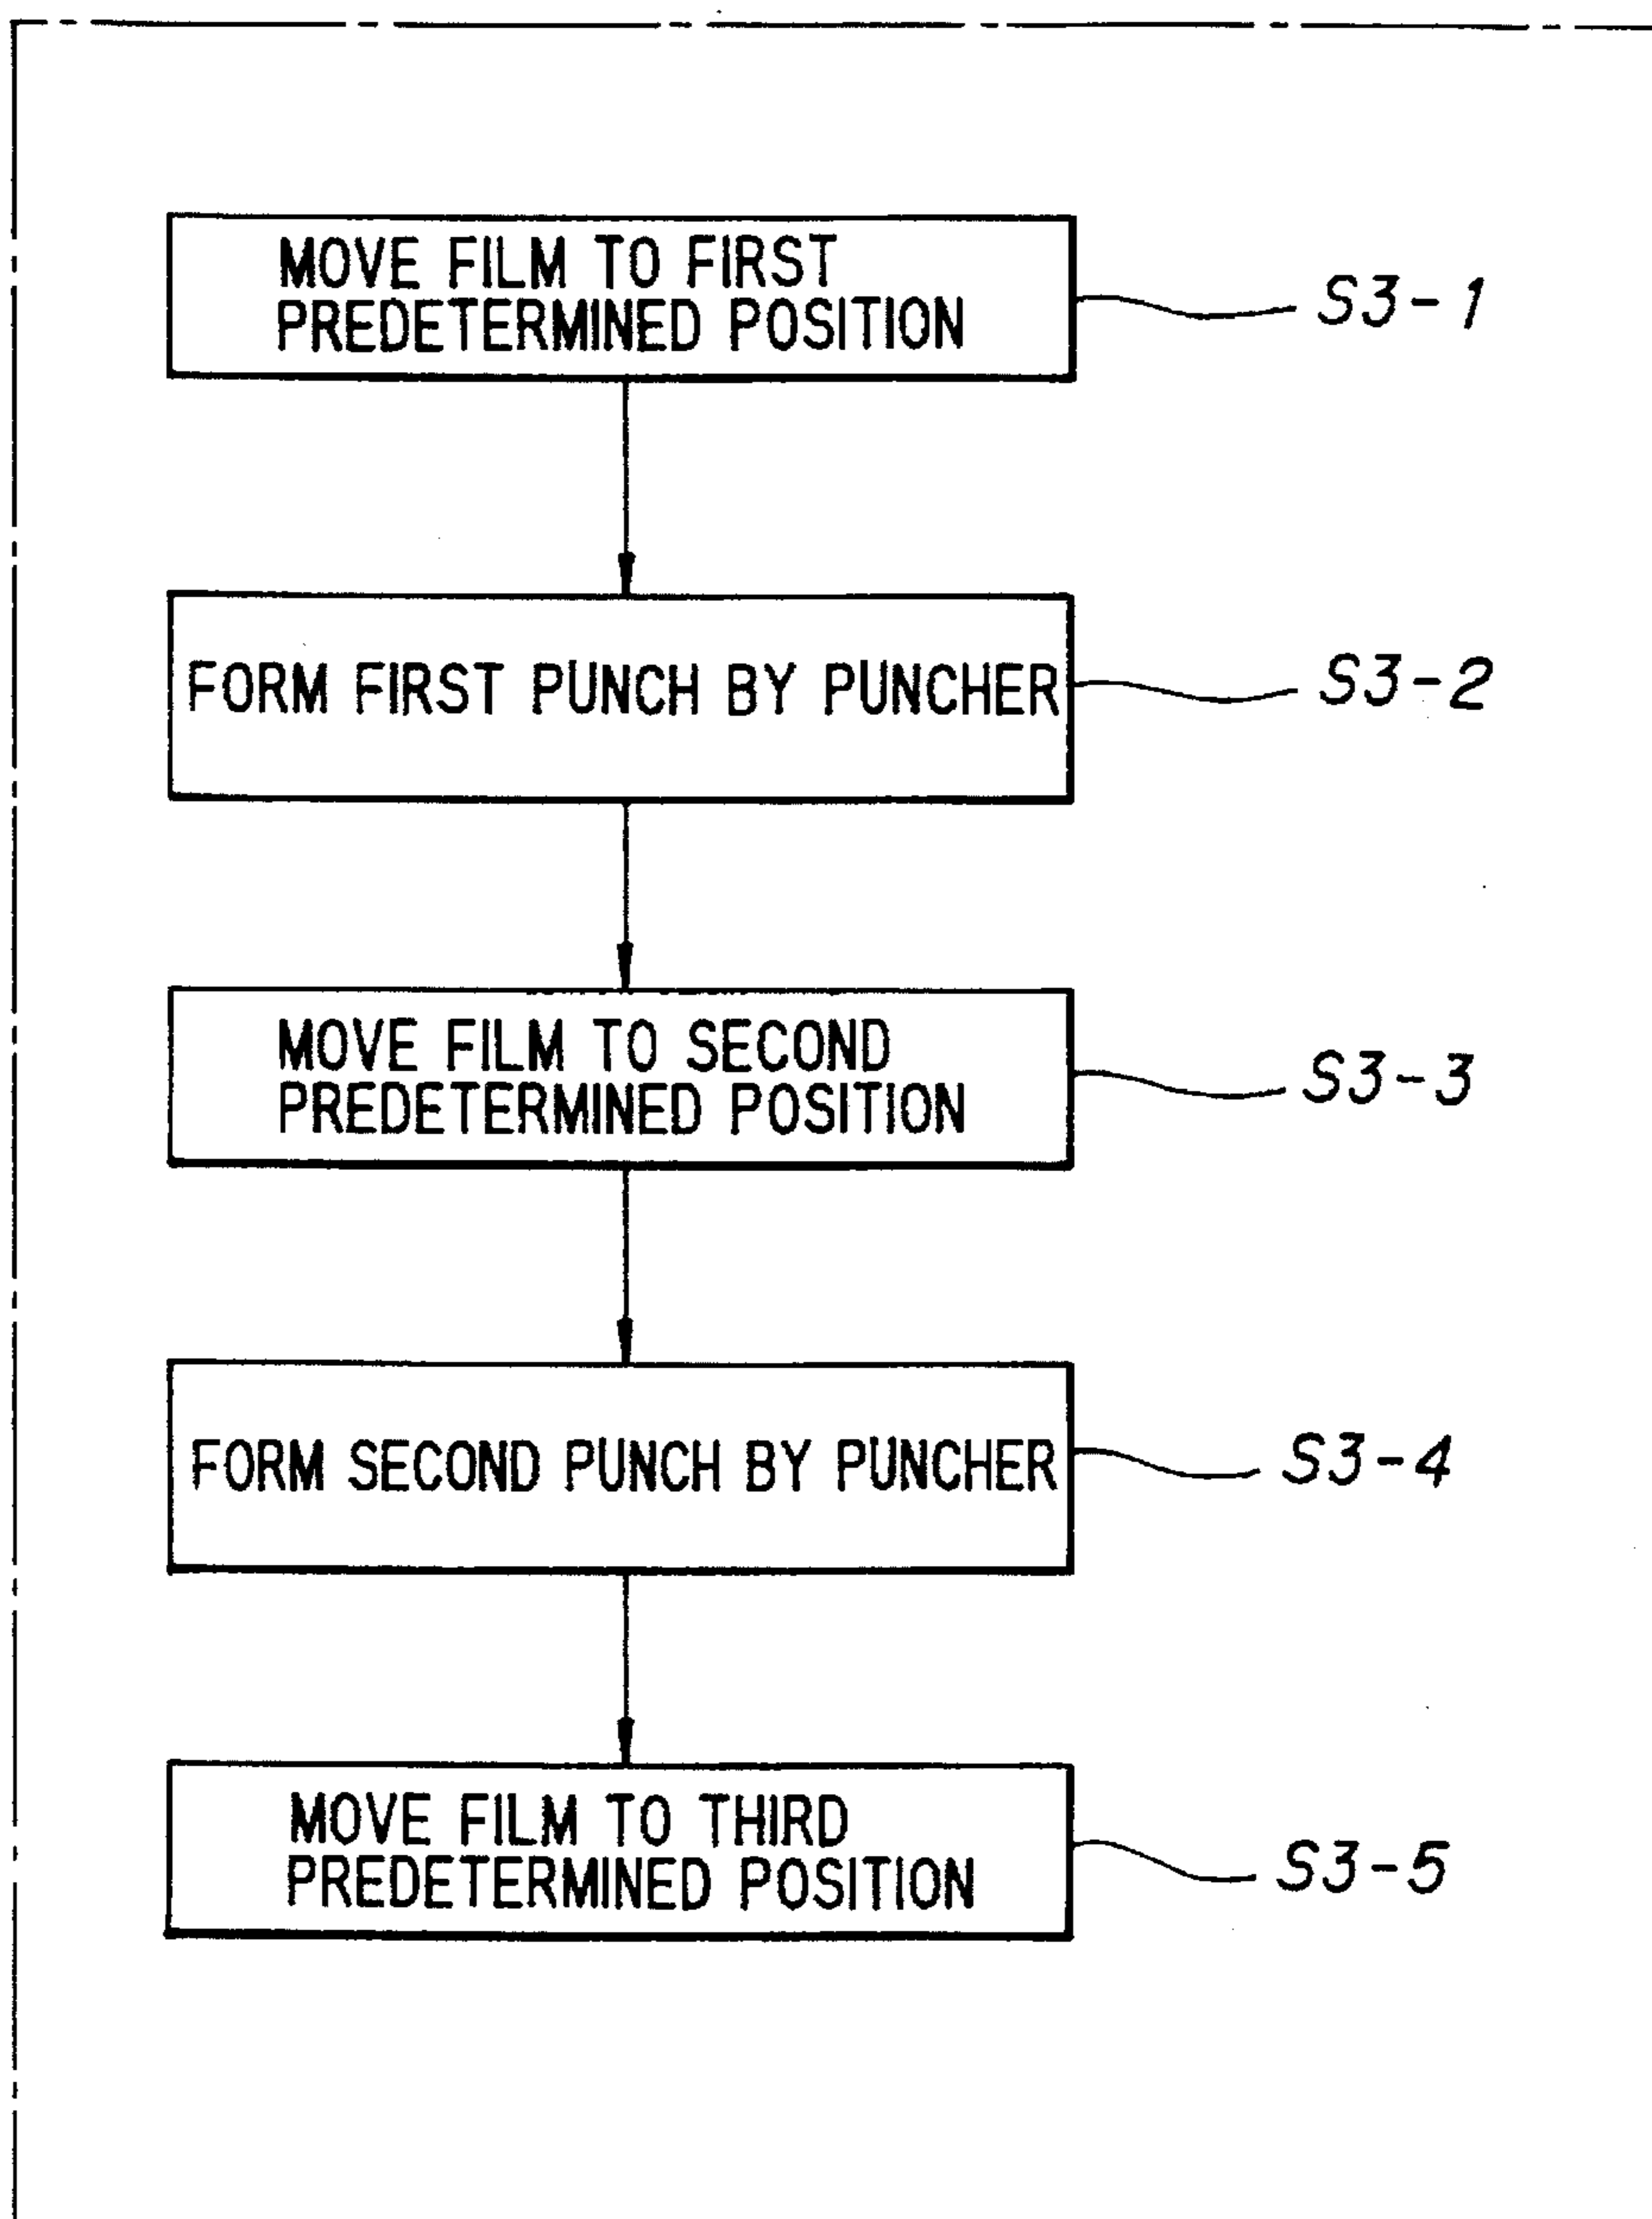 MOVE FILM TO FIRST
PREDETERMINED POSITION
S3-1
FORM FIRST PUNCH BY PUNCHER
S3-2
MOVE FILM TO SECOND
PREDETERMINED POSITION
S3-3
FORM SECOND PUNCH BY PUNCHER
S3-4
MOVE FILM TO THIRD
PREDETERMINED POSITION
S3-5